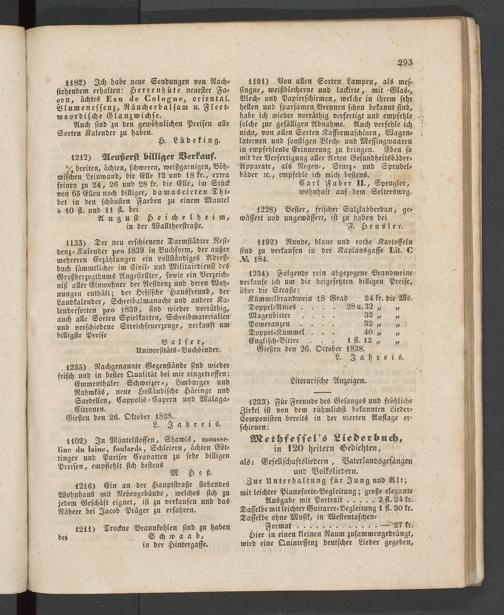 293
1182) Ich habe neue Sendungen von Nach-
stehendem erhalten: Herrenhüte neuester Fa-
çon, ächtes Eau de Cologne, oriental.
Blumenessenz, Räucherbalsam u. Fleet-
woordische Glanzwichse.
Auch sind zu den gewöhnlichen Preisen alle
Sorten Kalender zu haben.
H. Lüdeking.
1212) Aeußerst billiger Verkauf.
breiten, ächten, schweren, weißgarnigen, Böh-
mischen Leinwand, die Elle 12 und 18 kr., extra
feinen zu 24, 26 und 28 kr. die Elle, im Stück
von 65 Ellen noch billiger, damascirten Thi-
bet in den schönsten Farben zu einem Mantel
à 10 fl. und 11 fl. bei
August Heichelheim,
in der Wallthorstraße.
1133) Der neu erschienene Darmstädter Resi-
denz-Kalender pro 1839 in Buchform, der außer
mehreren Erzählungen ein vollständiges Adreß-
buch sämmtlicher im Civil- und Militärdienst des
Großherzogthums Angestellter, sowie ein Verzeich-
niß aller Einwohner der Residenz und deren Woh-
nungen enthält; der Hessische Hausfreund, der
Landkalender, Schreibalmanache und andere Ka-
lendersorten pro 1839, sind wieder vorräthig,
auch alle Sorten Spielkarten, Schreibmaterialien
und verschiedene Streichfeuerzeuge, verkauft um
billigste Preise
Balser,
Universitäts-Buchbinder.
1235) Nachgenannte Gegenstände sind wieder
frisch und in bester Qualität bei mir eingetroffen:
Emmenthaler Schweizer-, Limburger und
Rahmkäs, neue Holländische Häringe und
Sardellen, Cappolis-Capern und Malaga-
Citronen.
Gießen den 26. Oktober 1838.
L. Jahreis.
1102) In Mäntelstoffen, Shawls, mousse-
line du laine, foulards, Schleiern, ächten Göt-
tinger und Pariser Cravatten zu sehr billigen
Preisen, empfiehlt sich bestens
M. Heß.
1216) Ein an der Hauptstraße stehendes
Wohnhaus mit Nebengebäude, welches sich zu
jedem Geschäft eignet, ist zu verkaufen und das
Nähere bei Jacob Präger zu erfahren.
1241) Trockne Braunkohlen sind zu haben
bei Schwaab,
in der Hintergasse.
1191) Von allen Sorten Lampen, als mes-
singne, weißblecherne und lackirte, mit Glas-,
Blech- und Papierschirmen, welche in ihrem sehr
hellen und sparsamen Brennen schon bekannt sind,
habe ich wieder vorräthig verfertigt und empfehle
solche zur gefälligen Abnahme. Auch verfehle ich
nicht, von allen Sorten Kaffemaschinen, Wagen-
laternen und sonstigen Blech- und Messingwaaren
in empfehlende Erinnerung zu bringen. Eben so
mit der Verfertigung aller Arten Gesundheitsbäder-
Apparate, als Regen-, Sturz- und Sprudel-
bäder &c., empfehle ich mich bestens.
Carl Faber II., Spengler,
wohnhaft auf dem Seltersweg.
1228) Bester, frischer Salzlabberdan, ge-
wässert und ungewässert, ist zu haben bei
F. Hensler.
1192) Runde, blaue und rothe Kartoffeln
sind zu verkaufen in der Kaplansgasse Lit. C
№ 184.
1234) Folgende rein abgezogene Brandweine
verkaufe ich um die beigesetzten billigen Preise,
über die Straße:
Kümmelbrandwein 18 Grad 24 kr. die Ms.
Doppel-Anies . . . . 28 u. 32 „ „
Magenbitter . . . . 32 „ „
Pomeranzen . . . . 32 „ „
Doppel-Kümmel . . . . 40 „ „
Englisch-Bitter . . . 1 fl. 12 „ „
Gießen den 26. October 1838.
L. Jahreis.
Literarische Anzeigen.
1223) Für Freunde des Gesanges und fröhliche
Zirkel ist von dem rühmlichst bekannten Lieder-
Componisten bereits in der vierten Auflage er-
schienen:
Methfessel's Liederbuch,
in 120 heitern Gedichten,
als: Gesellschaftsliedern, Vaterlandsgesängen
und Volksliedern.
Zur Unterhaltung für Jung und Alt;
mit leichter Pianoforte-Begleitung; große elegante
Ausgabe mit Portrait . . . . . 2 fl. 24 kr.
Dasselbe mit leichter Guitarre-Begleitung 1 fl. 30 kr.
Dasselbe ohne Musik, in Westentaschen-
Format . . . . . . . . . — 27 kr.
Hier in einen kleinen Raum zusammengedrängt,
wird eine Quintessenz deutscher Lieder gegeben,